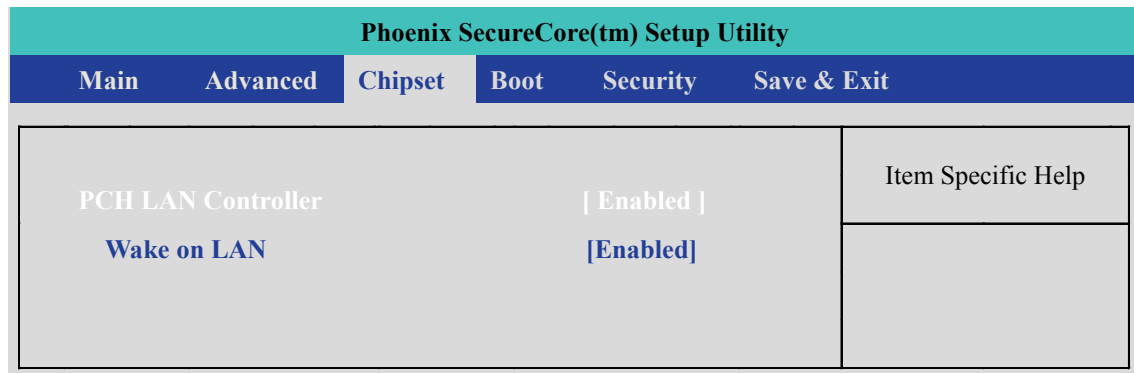 Phoenix SecureCore(tm) Setup Utility
Main Advanced Chipset Boot Security Save & Exit
Item Specific Help
PCH LAN Controller [ Enabled ]
Wake on LAN [Enabled]